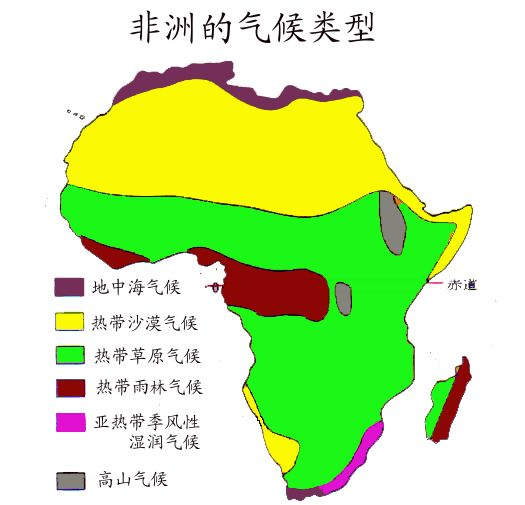 非洲的气候类型
地中海气候
0
赤道
热带沙漠气候
热带草原气候
热带雨林气候
亚热带季风性
湿润气候
高山气候